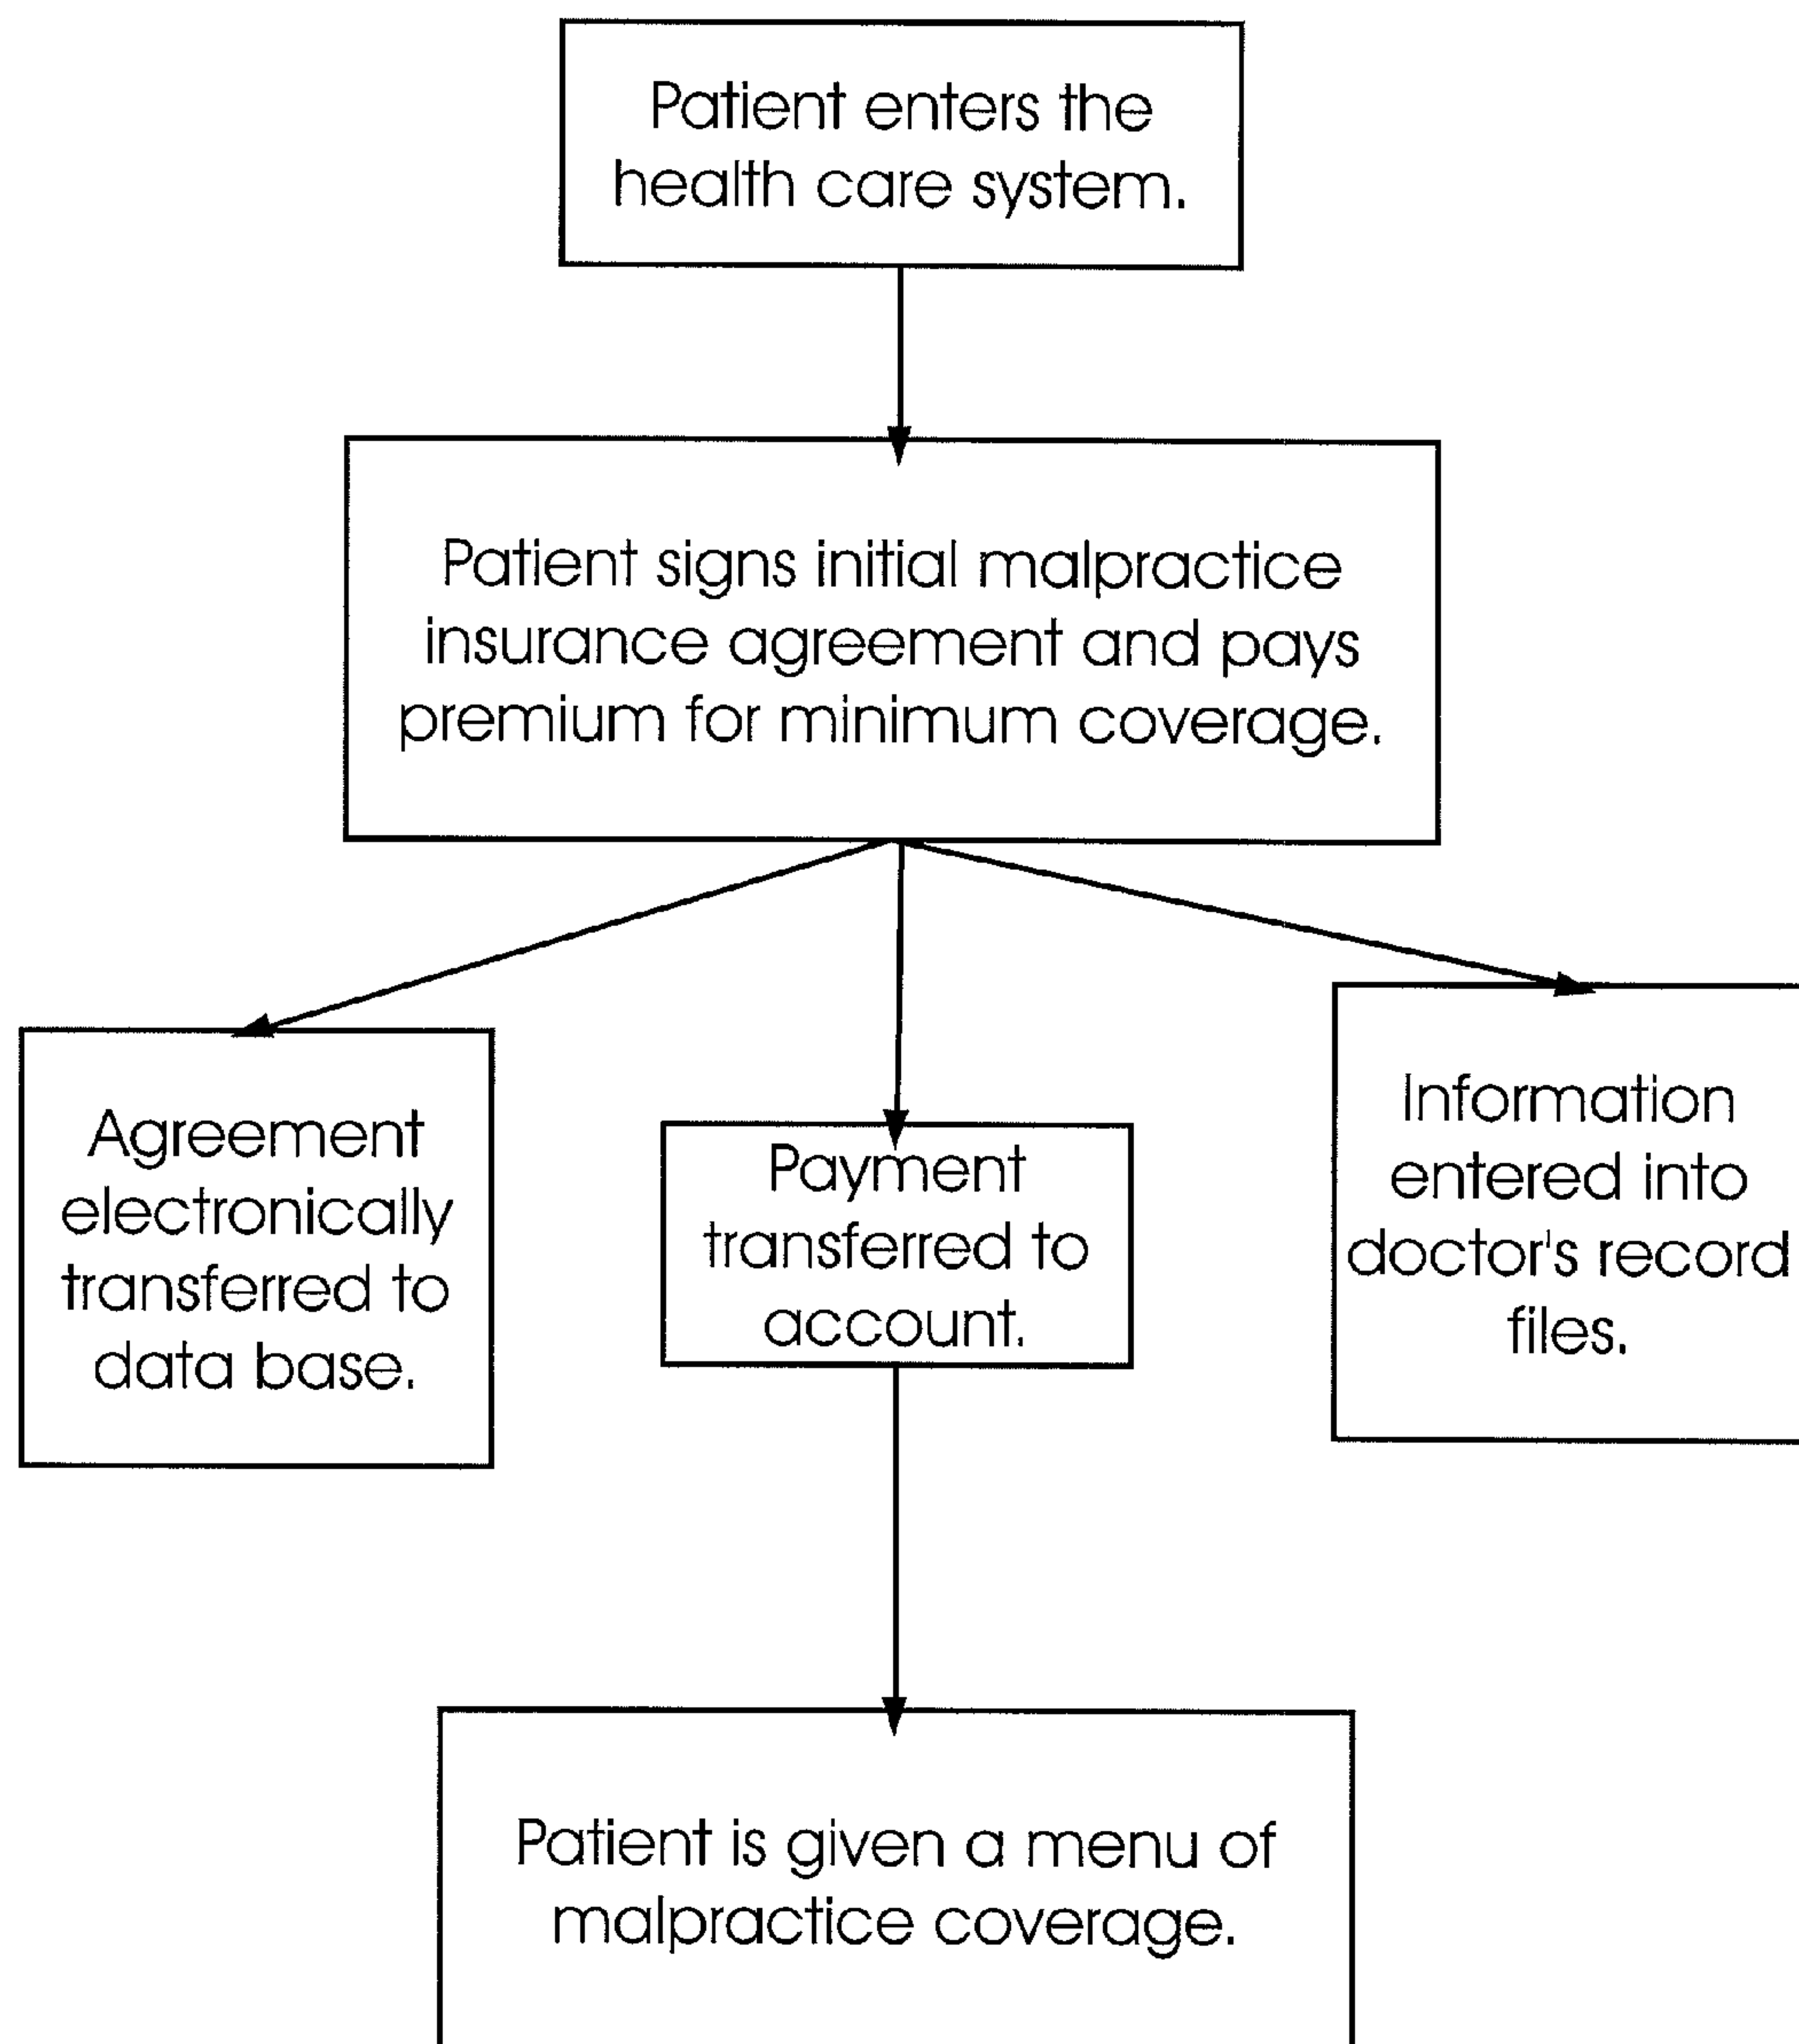 Patient enters the
health care system.
Patient signs initial malpractice
insurance agreement and pays
premium for minimum coverage.
Agreement
electronically
transferred to
data base.
Payment
transferred to
account.
Information
entered into
doctor's record
files.
Patient is given a menu of
malpractice coverage.